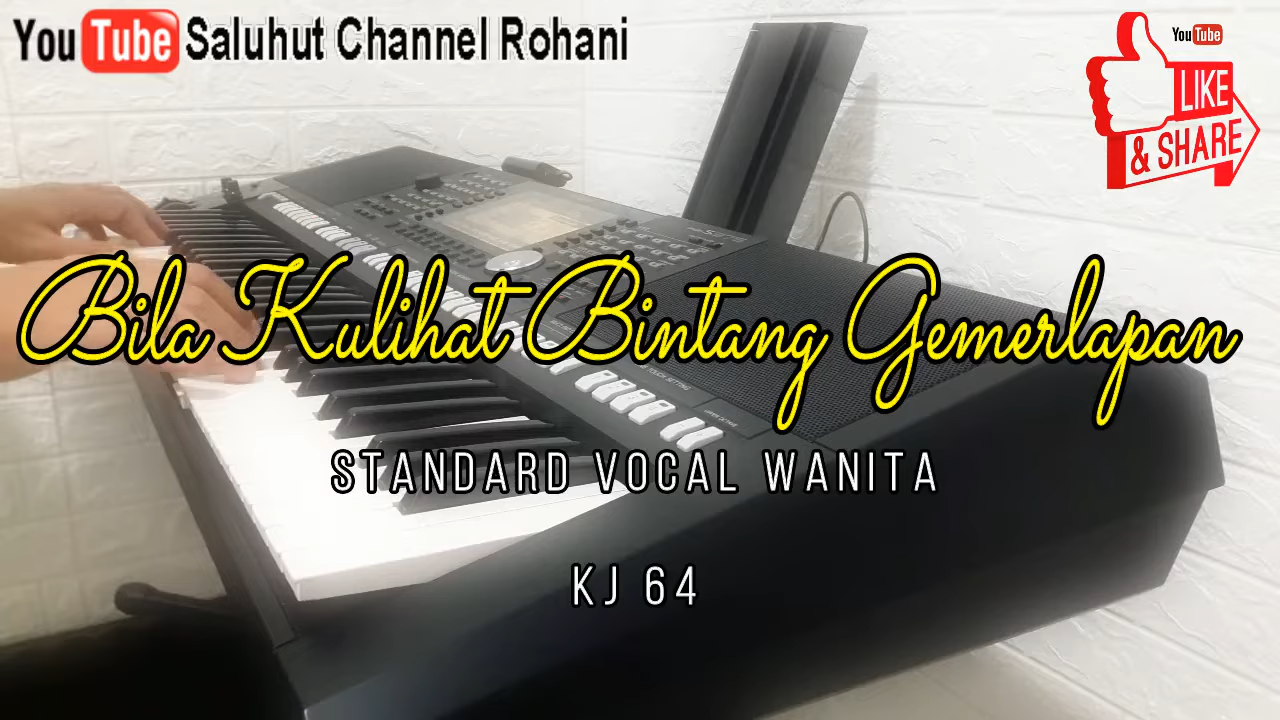 YouTube Saluhut Channel Rohani
YouTube
LIKE
& SHARE
Bila Kulihat Bintang Gemerlapan
STANDARD VOCAL WANITA
KJ 64